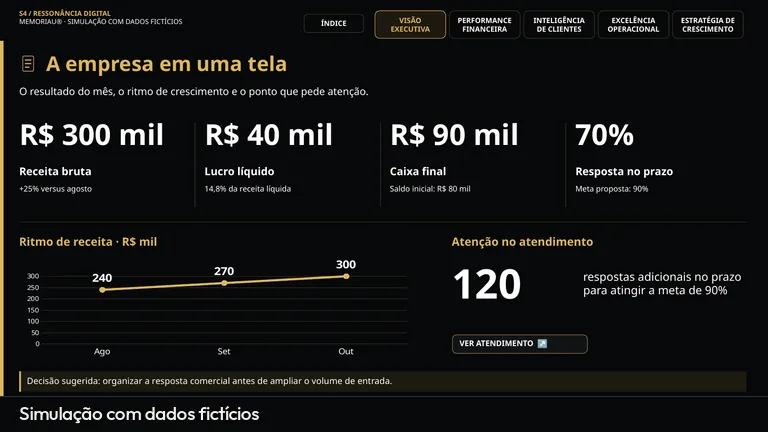 S4 / RESSONÂNCIA DIGITAL
MEMORIAU® · SIMULAÇÃO COM DADOS FICTÍCIOS
ÍNDICE
VISÃO
EXECUTIVA
PERFORMANCE
FINANCEIRA
INTELIGÊNCIA
DE CLIENTES
EXCELÊNCIA
OPERACIONAL
ESTRATÉGIA DE
CRESCIMENTO
A empresa em uma tela
O resultado do mês, o ritmo de crescimento e o ponto que pede atenção.
R$ 300 mil
Receita bruta
+25% versus agosto
R$ 40 mil
Lucro líquido
14,8% da receita líquida
R$ 90 mil
Caixa final
Saldo inicial: R$ 80 mil
70%
Resposta no prazo
Meta proposta: 90%
Ritmo de receita · R$ mil
300
250
200
150
100
50
0
240
270
300
Ago
Set
Out
Atenção no atendimento
120
respostas adicionais no prazo
para atingir a meta de 90%
VER ATENDIMENTO ↗
Decisão sugerida: organizar a resposta comercial antes de ampliar o volume de entrada.
Simulação com dados fictícios